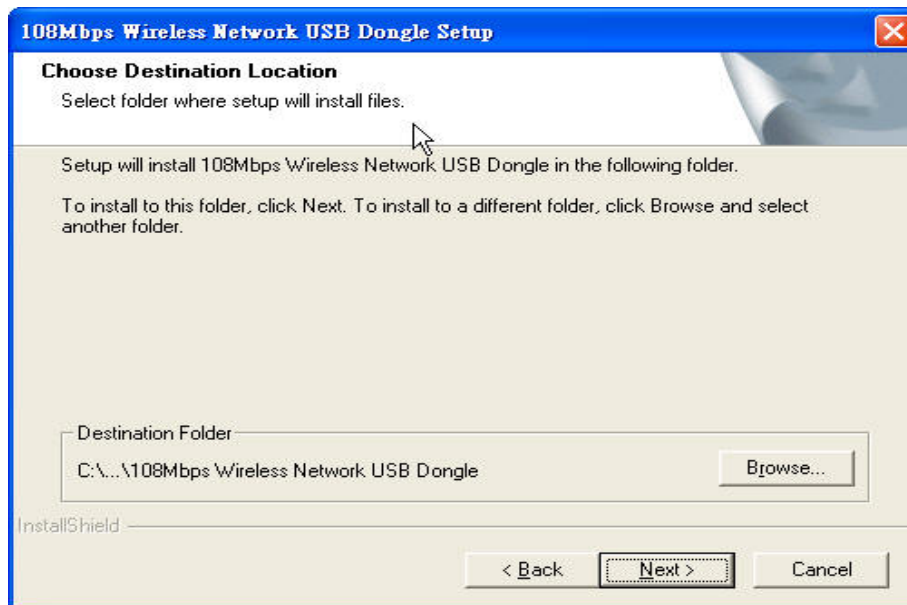 108Mbps Wireless Network USB Dongle Setup
Choose Destination Location
Select folder where setup will install files.
Setup will install 108Mbps Wireless Network USB Dongle in the following folder.
To install to this folder, click Next. To install to a different folder, click Browse and select
another folder.
Destination Folder
C:\...\108Mbps Wireless Network USB Dongle
Browse...
InstallShield
< Back
Next >
Cancel